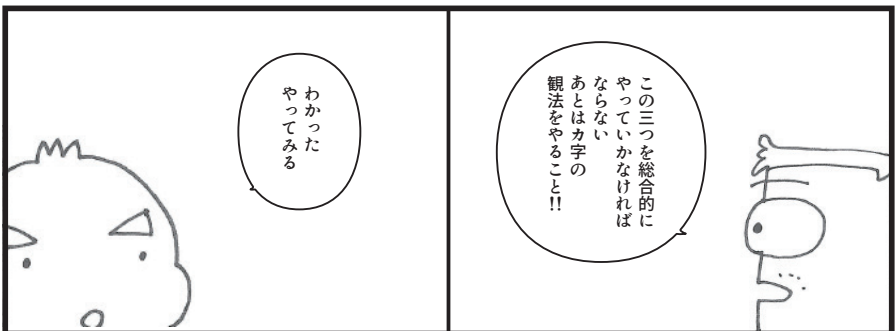 この三つを総合的に
やっていかなければ
ならない
あとはカ字の
観法をやること!!
わかった
やってみる